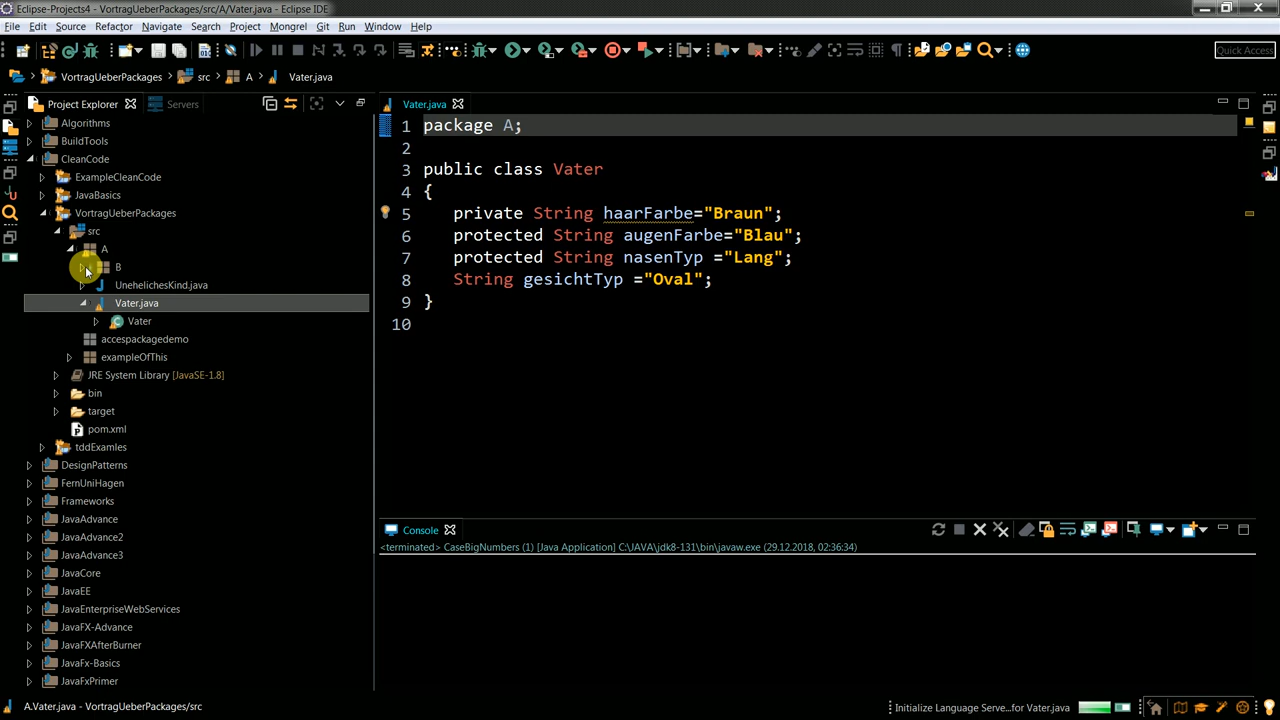 Eclipse-Projects4 - VortragUeberPackages/src/A/Vater.java - Eclipse IDE
File Edit Source Refactor Navigate Search Project Mongrel Git Run Window Help
Quick Access
VortragUeberPackages src A Vater.java
Project Explorer Servers
Algorithms
BuildTools
CleanCode
ExampleCleanCode
JavaBasics
VortragUeberPackages
src
A
B
UnehelichesKind.java
Vater.java
Vater
accespackagedemo
exampleOfThis
JRE System Library [JavaSE-1.8]
bin
target
pom.xml
tddExamles
DesignPatterns
FernUniHagen
Frameworks
JavaAdvance
JavaAdvance2
JavaAdvance3
JavaCore
JavaEE
JavaEnterpriseWebServices
JavaFX-Advance
JavaFXAfterBurner
JavaFx-Basics
JavaFxPrimer
Vater.java
1 package A;
2
3 public class Vater
4 {
5 private String haarFarbe="Braun";
6 protected String augenFarbe="Blau";
7 protected String nasenTyp ="Lang";
8 String gesichtTyp ="Oval";
9 }
10
Console
<terminated> CaseBigNumbers (1) [Java Application] C:\JAVA\jdk8-131\bin\javaw.exe (29.12.2018, 02:36:34)
A.Vater.java - VortragUeberPackages/src
Initialize Language Serve...for Vater.java